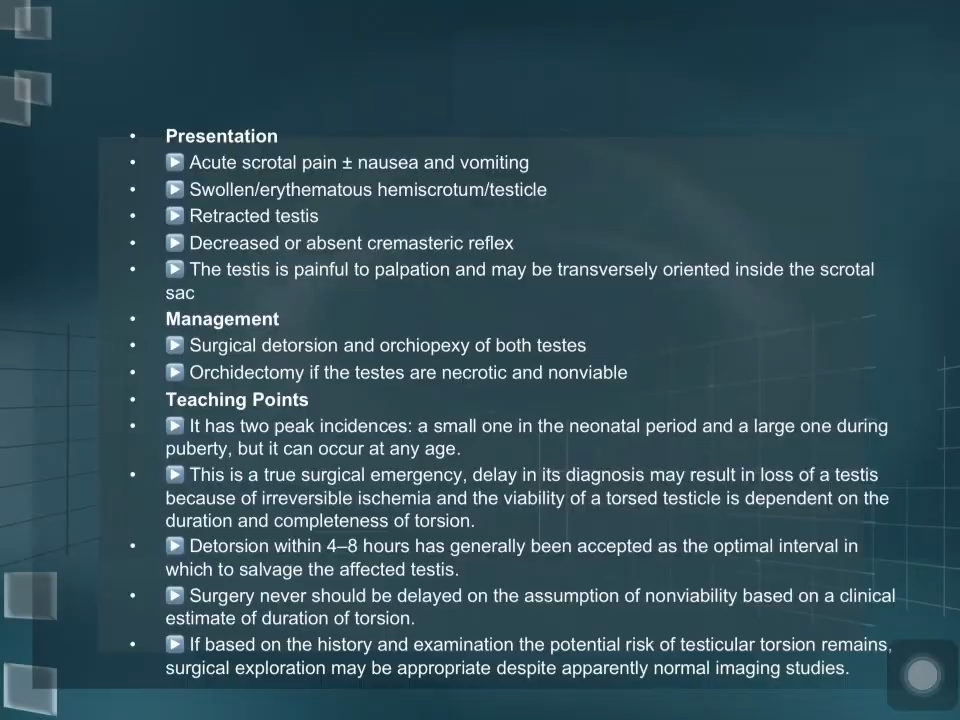 • Presentation
• ▶ Acute scrotal pain ± nausea and vomiting
• ▶ Swollen/erythematous hemiscrotum/testicle
• ▶ Retracted testis
• ▶ Decreased or absent cremasteric reflex
• ▶ The testis is painful to palpation and may be transversely oriented inside the scrotal
sac
• Management
• ▶ Surgical detorsion and orchiopexy of both testes
• ▶ Orchidectomy if the testes are necrotic and nonviable
• Teaching Points
• ▶ It has two peak incidences: a small one in the neonatal period and a large one during
puberty, but it can occur at any age.
• ▶ This is a true surgical emergency, delay in its diagnosis may result in loss of a testis
because of irreversible ischemia and the viability of a torsed testicle is dependent on the
duration and completeness of torsion.
• ▶ Detorsion within 4–8 hours has generally been accepted as the optimal interval in
which to salvage the affected testis.
• ▶ Surgery never should be delayed on the assumption of nonviability based on a clinical
estimate of duration of torsion.
• ▶ If based on the history and examination the potential risk of testicular torsion remains,
surgical exploration may be appropriate despite apparently normal imaging studies.